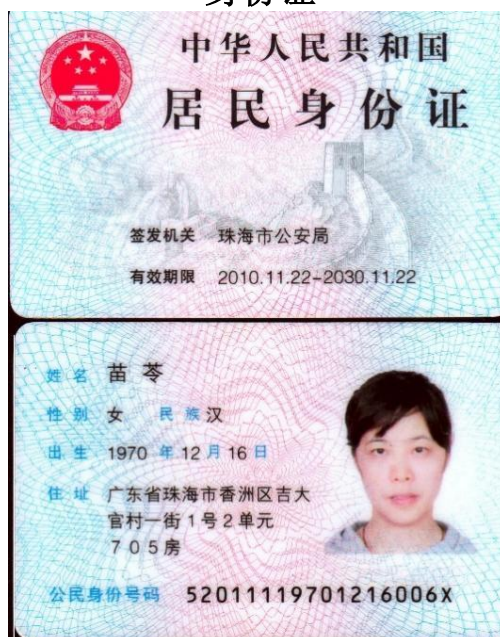 身份证
中华人民共和国
居民身份证
签发机关 珠海市公安局
有效期限 2010.11.22-2030.11.22
姓名 苗苓
性别 女 民族 汉
出生 1970 年 12 月 16 日
住址 广东省珠海市香洲区吉大
官村一街1号2单元
705房
公民身份号码 52011119701216006X